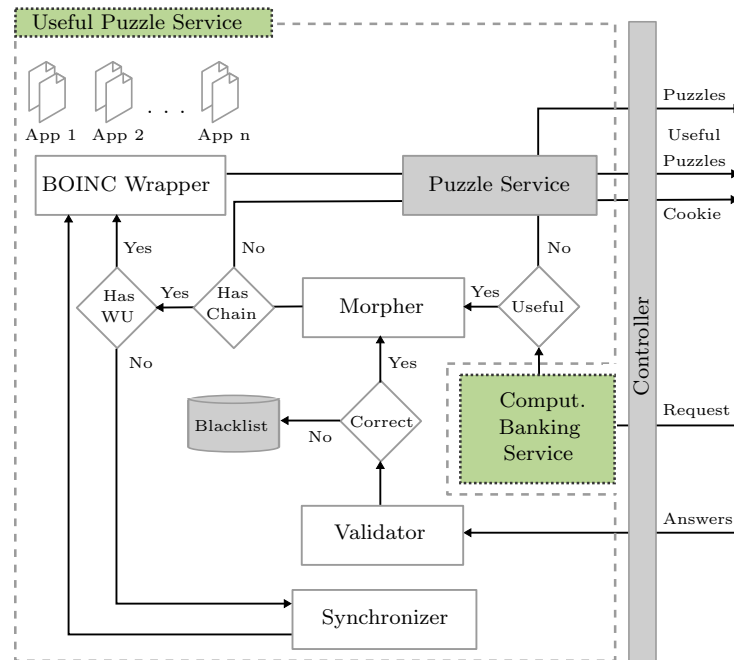 Useful Puzzle Service
App 1
App 2
. . .
App n
BOINC Wrapper
Puzzle Service
Puzzles
Useful
Puzzles
Cookie
Yes
No
No
Has
WU
Yes
Has
Chain
Morpher
Yes
Useful
Controller
No
Yes
Comput.
Banking
Service
Request
Blacklist
No
Correct
Validator
Answers
Synchronizer